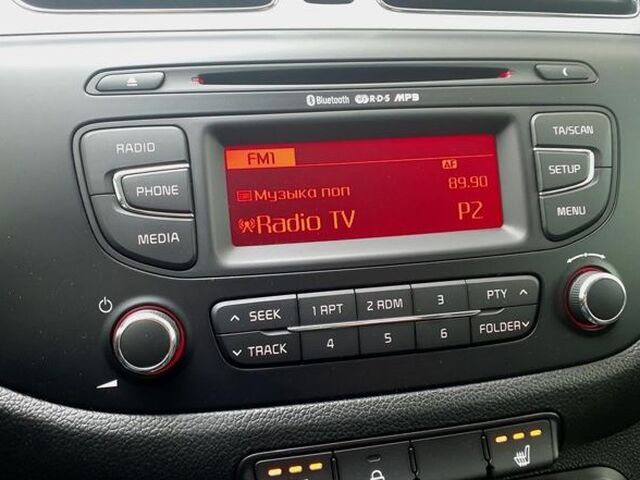 Bluetooth R·D·S MP3
RADIO
PHONE
MEDIA
FM1
AF
Музыка поп 89.90
Radio TV P2
TA/SCAN
SETUP
MENU
SEEK 1 RPT 2 RDM 3 PTY
TRACK 4 5 6 FOLDER